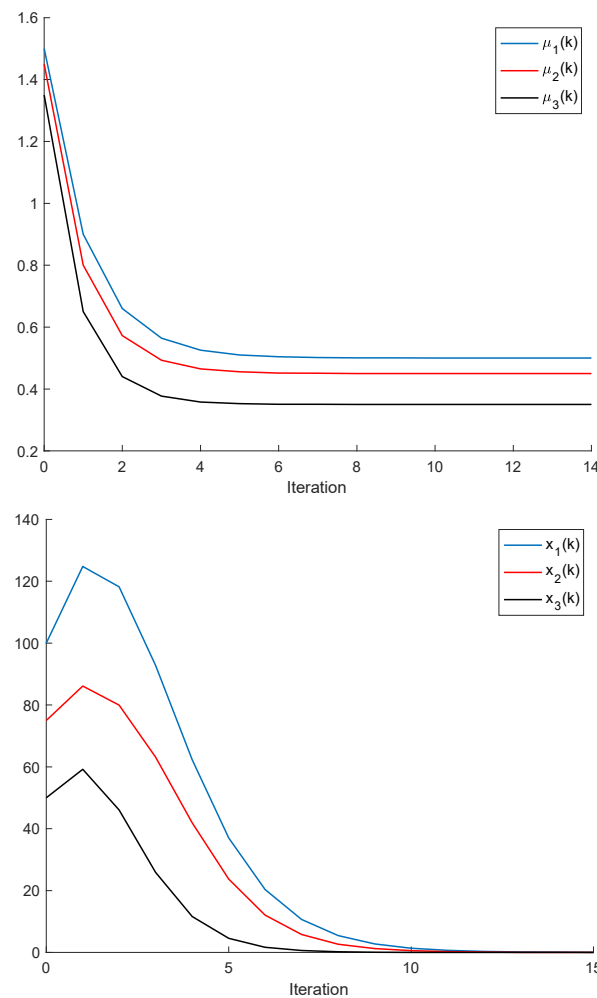 1.6
1.4
1.2
1
0.8
0.6
0.4
0.2
μ₁(k)
μ₂(k)
μ₃(k)
0 2 4 6 8 10 12 14
Iteration
140
120
100
80
60
40
20
0
x₁(k)
x₂(k)
x₃(k)
0 5 10 15
Iteration